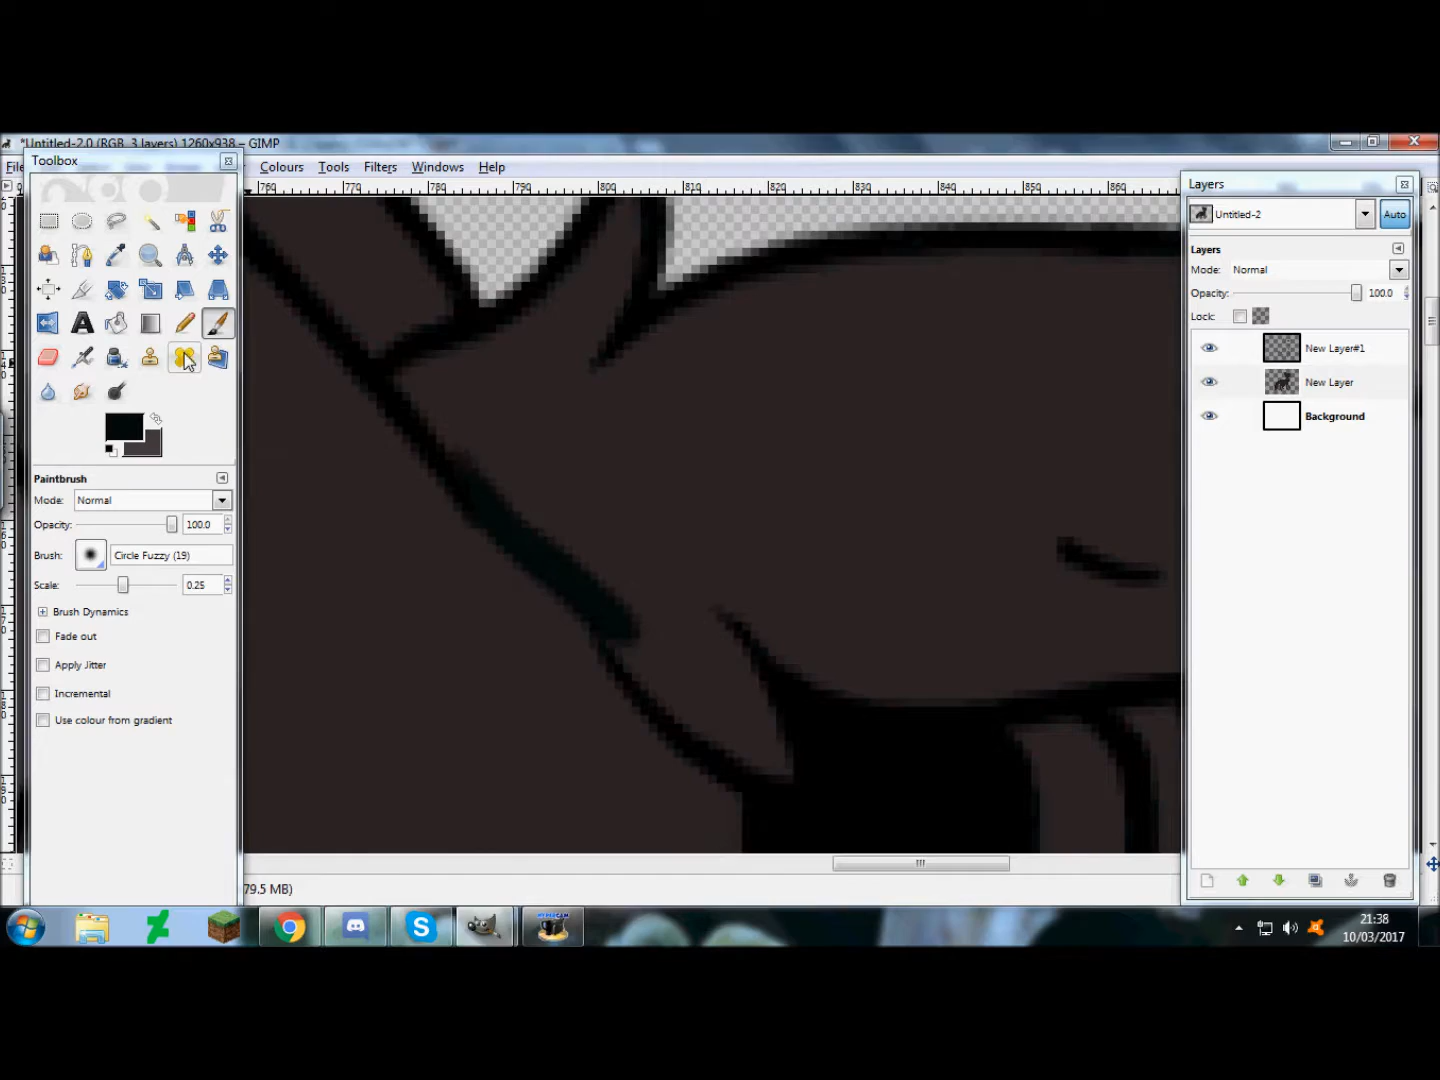 *Untitled-2.0 (RGB, 3 layers) 1260x938 – GIMP
File
Colours
Tools
Filters
Windows
Help
Toolbox
760
770
780
790
800
810
820
830
840
850
860
Paintbrush
Mode: Normal
Opacity: 100.0
Brush: Circle Fuzzy (19)
Scale: 0.25
Brush Dynamics
Fade out
Apply Jitter
Incremental
Use colour from gradient
Layers
Untitled-2
Auto
Layers
Mode: Normal
Opacity: 100.0
Lock:
New Layer#1
New Layer
Background
79.5 MB)
HYPERCAM
21:38
10/03/2017